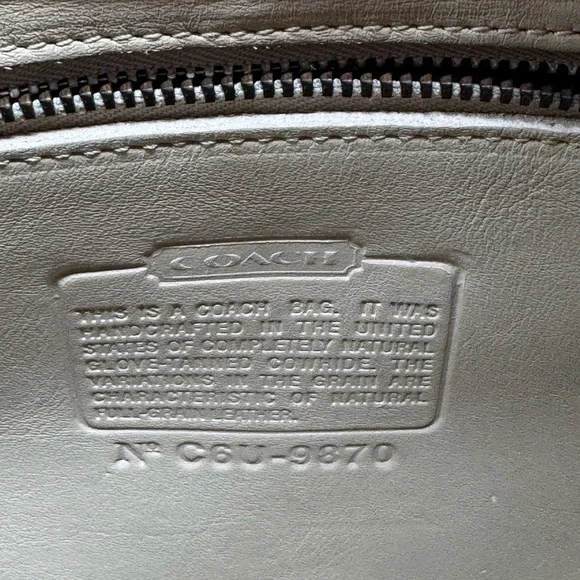 COACH
THIS IS A COACH BAG. IT WAS
HANDCRAFTED IN THE UNITED
STATES OF COMPLETELY NATURAL
GLOVE-TANNED COWHIDE. THE
VARIATIONS IN THE GRAIN ARE
CHARACTERISTIC OF NATURAL
FULL-GRAIN LEATHER.
No C6U-9870